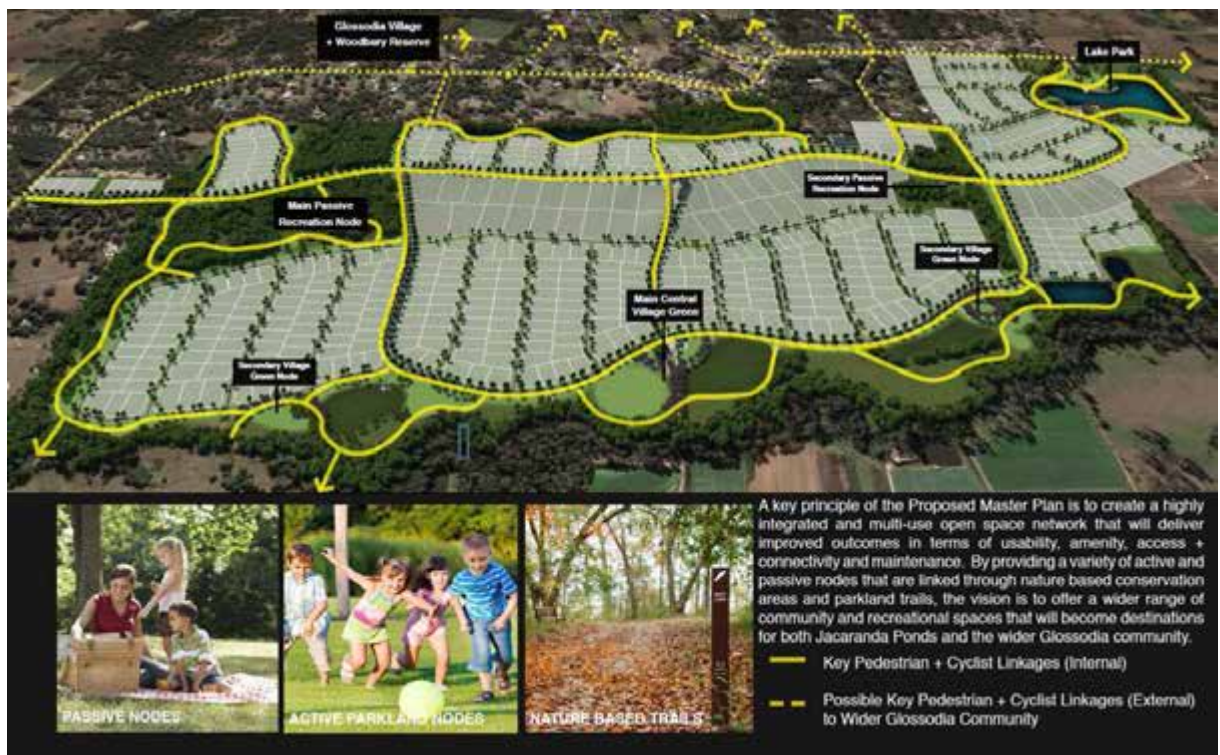 Glossodia Village
+ Woodbury Reserve
Lake Park
Secondary Passive
Recreation Node
Main Passive
Recreation Node
Secondary Village
Green Node
Main Central
Village Green
Secondary Village
Green Node
A key principle of the Proposed Master Plan is to create a highly
integrated and multi-use open space network that will deliver
improved outcomes in terms of usability, amenity, access +
connectivity and maintenance. By providing a variety of active and
passive nodes that are linked through nature based conservation
areas and parkland trails, the vision is to offer a wider range of
community and recreational spaces that will become destinations
for both Jacaranda Ponds and the wider Glossodia community.
Key Pedestrian + Cyclist Linkages (Internal)
Possible Key Pedestrian + Cyclist Linkages (External)
to Wider Glossodia Community
PASSIVE NODES
ACTIVE PARKLAND NODES
NATURE BASED TRAILS